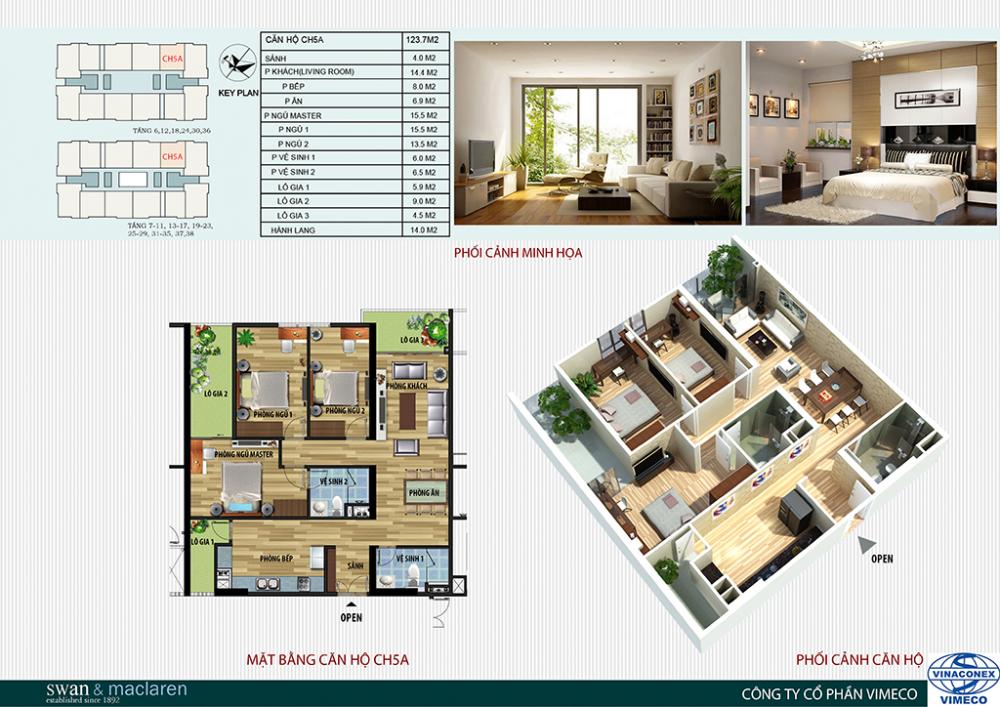 CH5A
TẦNG 6,12,18,24,30,36
CH5A
TẦNG 7-11, 13-17, 19-23,
25-29, 31-35, 37,38
KEY PLAN
CĂN HỘ CH5A 123.7M2
SẢNH 4.0 M2
P KHÁCH(LIVING ROOM) 14.4 M2
P BẾP 8.0 M2
P ĂN 6.9 M2
P NGỦ MASTER 15.5 M2
P NGỦ 1 15.5 M2
P NGỦ 2 13.5 M2
P VỆ SINH 1 6.0 M2
P VỆ SINH 2 6.5 M2
LÔ GIA 1 5.9 M2
LÔ GIA 2 9.0 M2
LÔ GIA 3 4.5 M2
HÀNH LANG 14.0 M2
PHỐI CẢNH MINH HỌA
LÔ GIA 3
LÔ GIA 2
PHÒNG KHÁCH
PHÒNG NGỦ 1
PHÒNG NGỦ 2
PHÒNG NGỦ MASTER
VỆ SINH 2
PHÒNG ĂN
LÔ GIA 1
PHÒNG BẾP
SẢNH
VỆ SINH 1
OPEN
OPEN
MẶT BẰNG CĂN HỘ CH5A
PHỐI CẢNH CĂN HỘ
swan & maclaren
established since 1892
CÔNG TY CỔ PHẦN VIMECO
VINACONEX
VIMECO